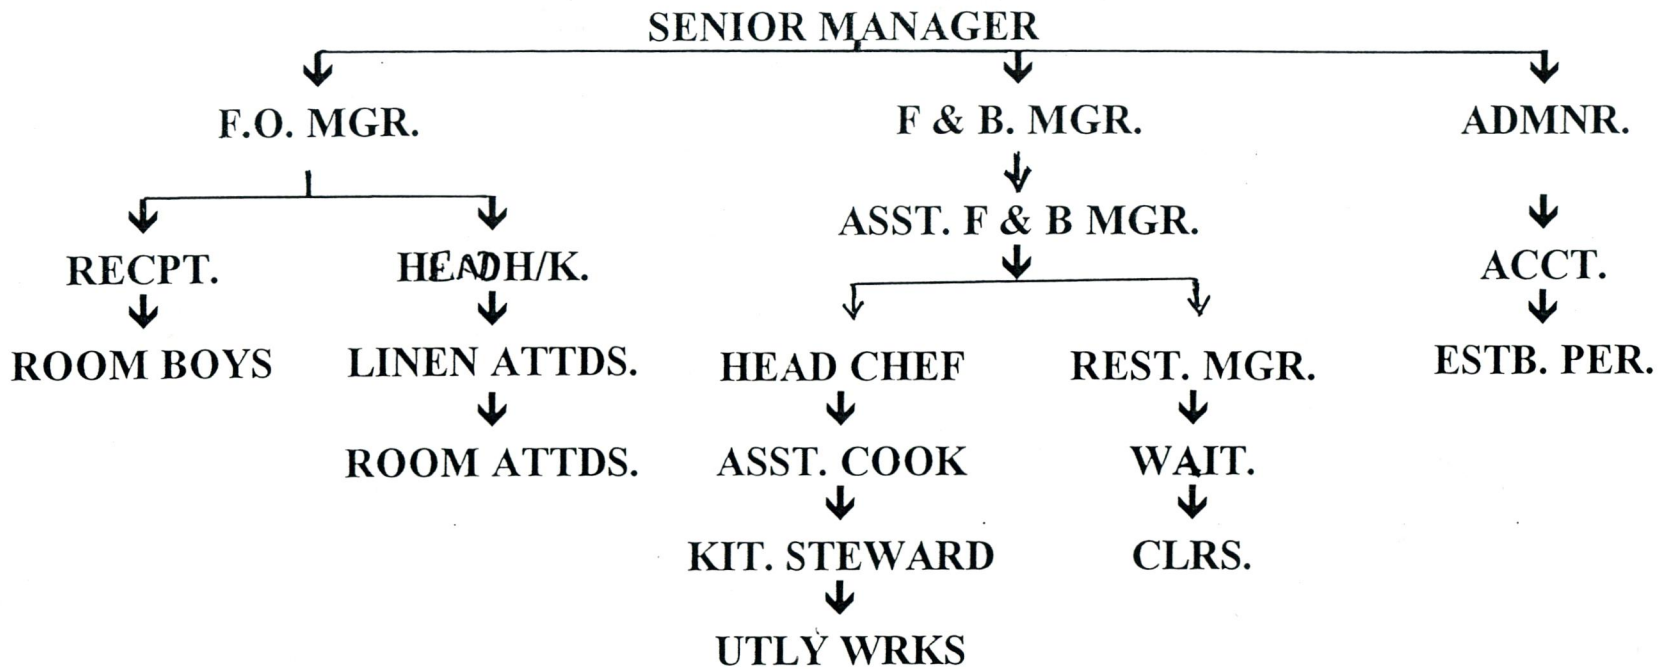 SENIOR MANAGER
F.O. MGR. F & B. MGR. ADMNR.
ASST. F & B MGR.
RECPT. HEADH/K. ACCT.
ROOM BOYS LINEN ATTDS. HEAD CHEF REST. MGR. ESTB. PER.
ROOM ATTDS. ASST. COOK WAIT.
KIT. STEWARD CLRS.
UTLY WRKS